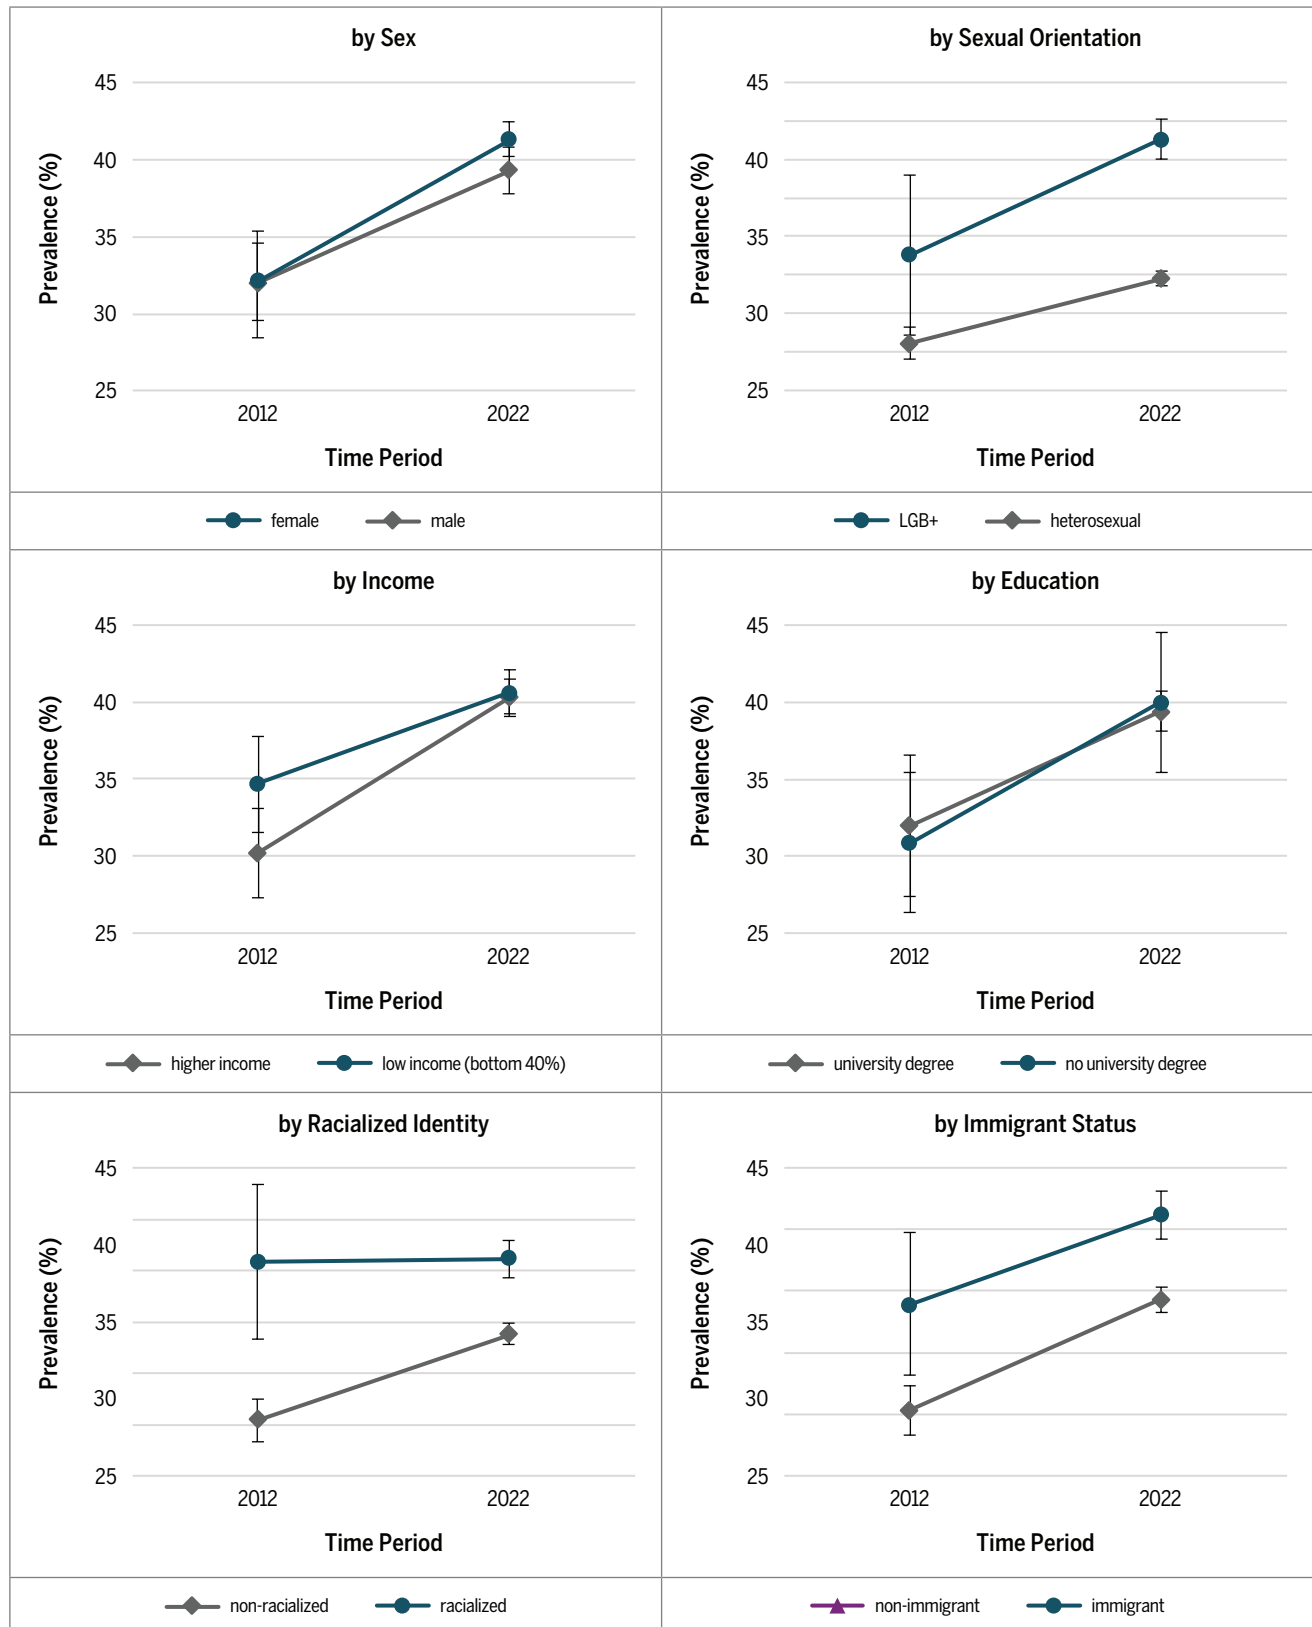 by Sex
45
40
35
30
25
Prevalence (%)
2012 2022
Time Period
female male
by Sexual Orientation
45
40
35
30
25
Prevalence (%)
2012 2022
Time Period
LGB+ heterosexual
by Income
45
40
35
30
25
Prevalence (%)
2012 2022
Time Period
higher income low income (bottom 40%)
by Education
45
40
35
30
25
Prevalence (%)
2012 2022
Time Period
university degree no university degree
by Racialized Identity
45
40
35
30
25
Prevalence (%)
2012 2022
Time Period
non-racialized racialized
by Immigrant Status
45
40
35
30
25
Prevalence (%)
2012 2022
Time Period
non-immigrant immigrant